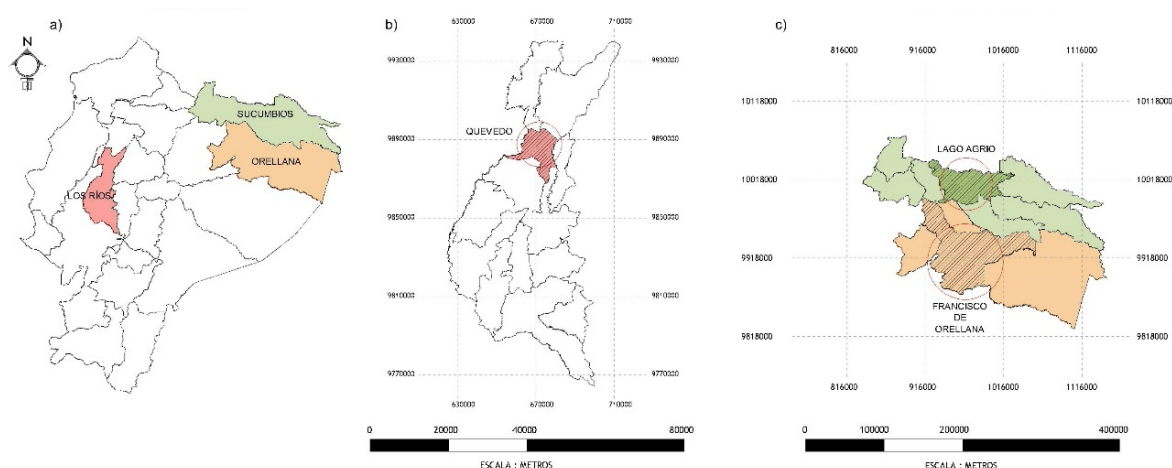 a)
N
SUCUMBIOS
ORELLANA
LOS RÍOS
b)
630000 670000 710000
9930000 9930000
QUEVEDO
9890000 9890000
9850000 9850000
9810000 9810000
9770000 9770000
630000 670000 710000
0 20000 40000 80000
ESCALA : METROS
c)
816000 916000 1016000 1116000
10118000 10118000
LAGO AGRIO
10018000 10018000
9918000 9918000
FRANCISCO
DE
ORELLANA
9818000 9818000
816000 916000 1016000 1116000
0 100000 200000 400000
ESCALA : METROS